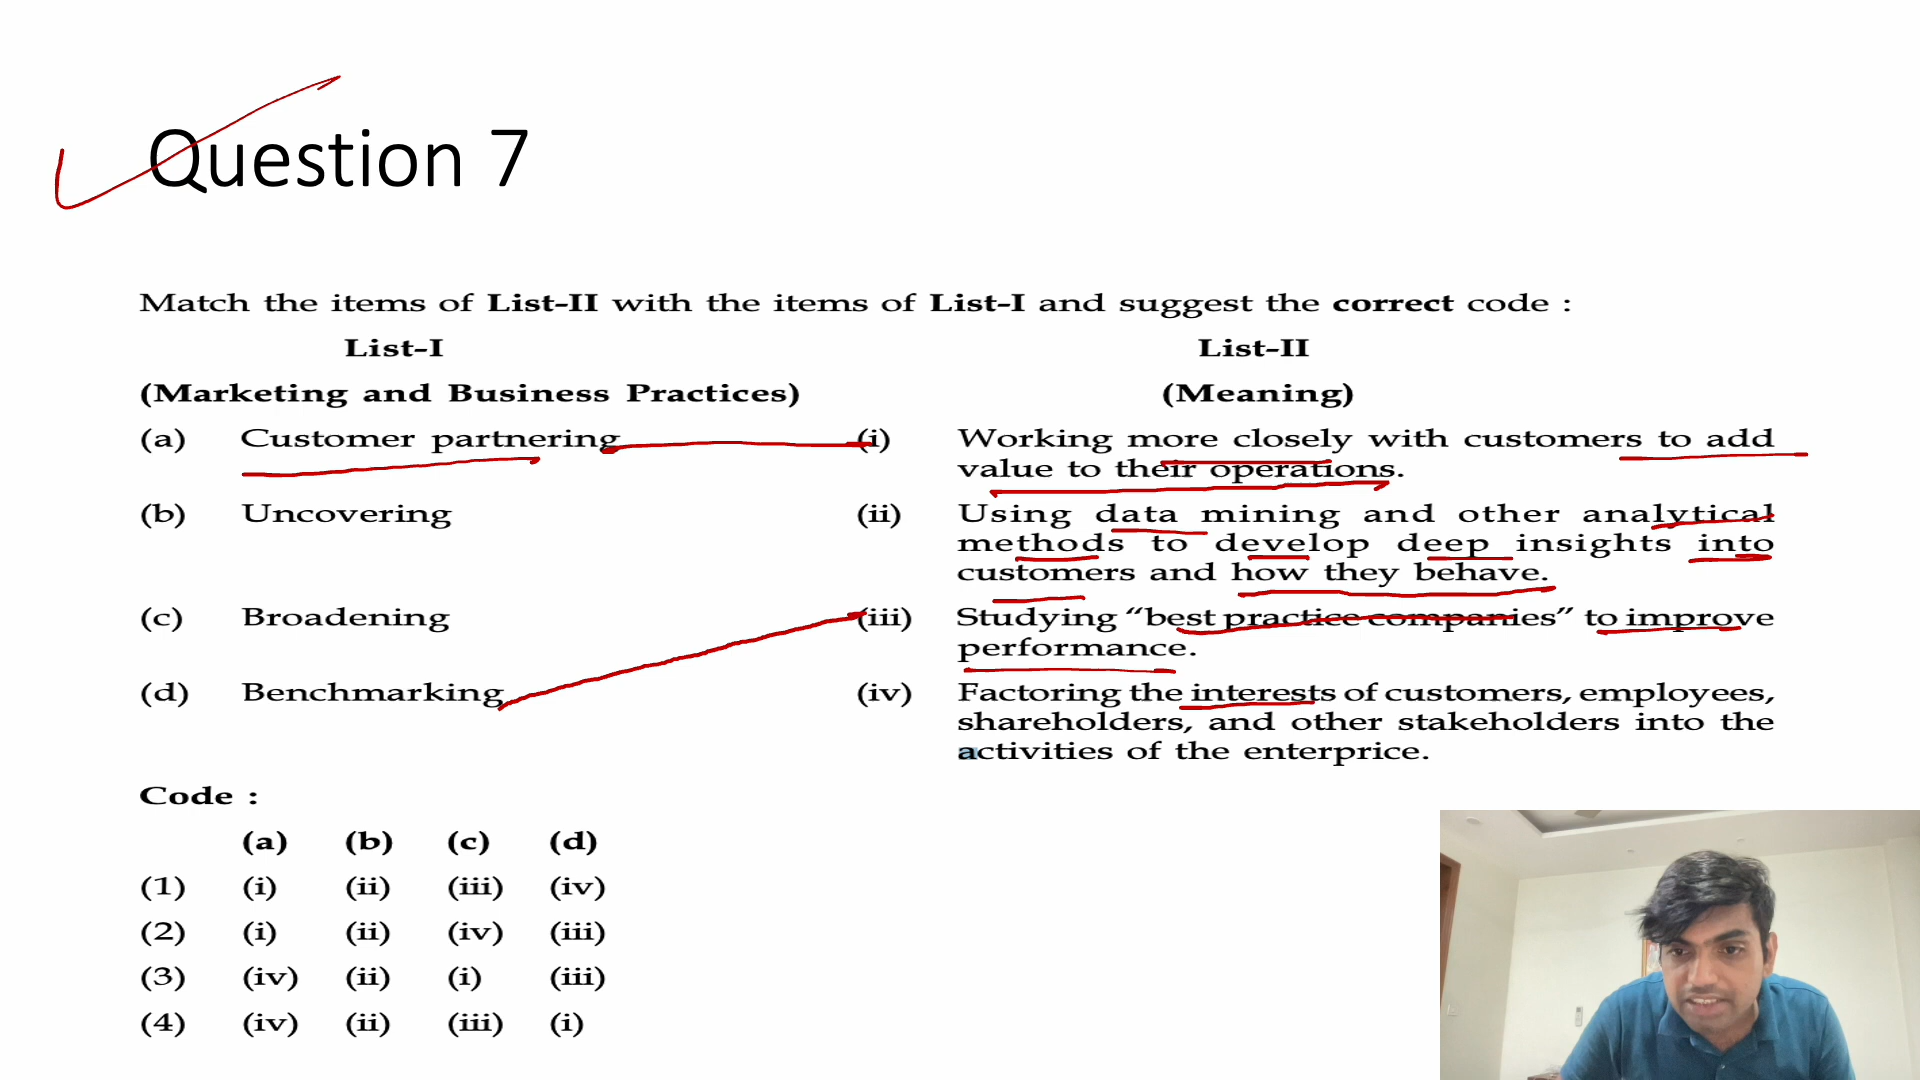 Question 7
Match the items of List-II with the items of List-I and suggest the correct code :
List-I List-II
(Marketing and Business Practices) (Meaning)
(a) Customer partnering (i) Working more closely with customers to add
value to their operations.
(b) Uncovering (ii) Using data mining and other analytical
methods to develop deep insights into
customers and how they behave.
(c) Broadening (iii) Studying “best practice companies” to improve
performance.
(d) Benchmarking (iv) Factoring the interests of customers, employees,
shareholders, and other stakeholders into the
activities of the enterprice.
Code :
(a) (b) (c) (d)
(1) (i) (ii) (iii) (iv)
(2) (i) (ii) (iv) (iii)
(3) (iv) (ii) (i) (iii)
(4) (iv) (ii) (iii) (i)